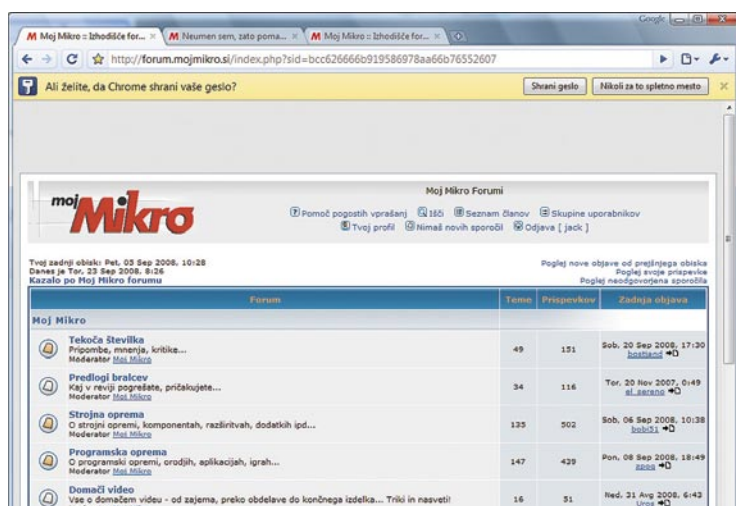 Google
M Moj Mikro :: Izhodišče for...
M Neumen sem, zato poma...
M Moj Mikro :: Izhodišče for...
http://forum.mojmikro.si/index.php?sid=bcc626666b919586978aa66b76552607
Ali želite, da Chrome shrani vaše geslo?
Shrani geslo
Nikoli za to spletno mesto
moj Mikro
Moj Mikro Forumi
Pomoč pogostih vprašanj Išči Seznam članov Skupine uporabnikov
Tvoj profil Nimaš novih sporočil Odjava [ jack ]
Tvoj zadnji obisk: Pet, 05 Sep 2008, 10:28
Danes je Tor, 23 Sep 2008, 8:26
Kazalo po Moj Mikro forumu
Poglej nove objave od prejšnjega obiska
Poglej svoje prispevke
Poglej neodgovorjena sporočila
Forum Teme Prispevkov Zadnja objava
Moj Mikro
Tekoča številka
Pripombe, mnenja, kritike...
Moderator Moj Mikro
49 151 Sob, 20 Sep 2008, 17:30
bostjand
Predlogi bralcev
Kaj v reviji pogrešate, pričakujete...
Moderator Moj Mikro
34 116 Tor, 20 Nov 2007, 0:49
el_serano
Strojna oprema
O strojni opremi, komponentah, razširitvah, dodatkih ipd...
Moderator Moj Mikro
135 502 Sob, 06 Sep 2008, 10:38
bobi51
Programska oprema
O programski opremi, orodjih, aplikacijah, igrah...
Moderator Moj Mikro
147 439 Pon, 08 Sep 2008, 18:49
zpog
Domači video
Vse o domačem videu - od zajema, preko obdelave do končnega izdelka... Triki in nasveti!
16 51 Ned, 31 Avg 2008, 6:43
Uros